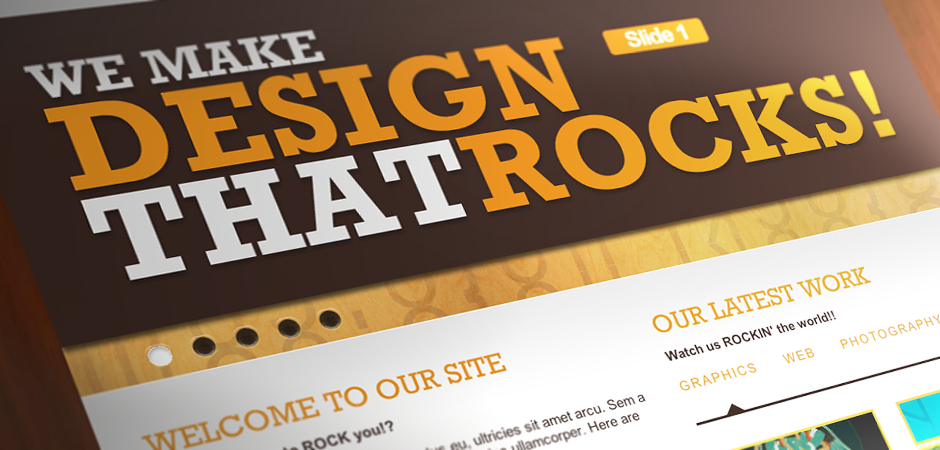 WE MAKE
Slide 1
DESIGN
THAT ROCKS!
WELCOME TO OUR SITE
ROCK you!?
eu, ultricies sit amet arcu. Sem a
ullamcorper. Here are
OUR LATEST WORK
Watch us ROCKIN' the world!!
GRAPHICS WEB PHOTOGRAPHY